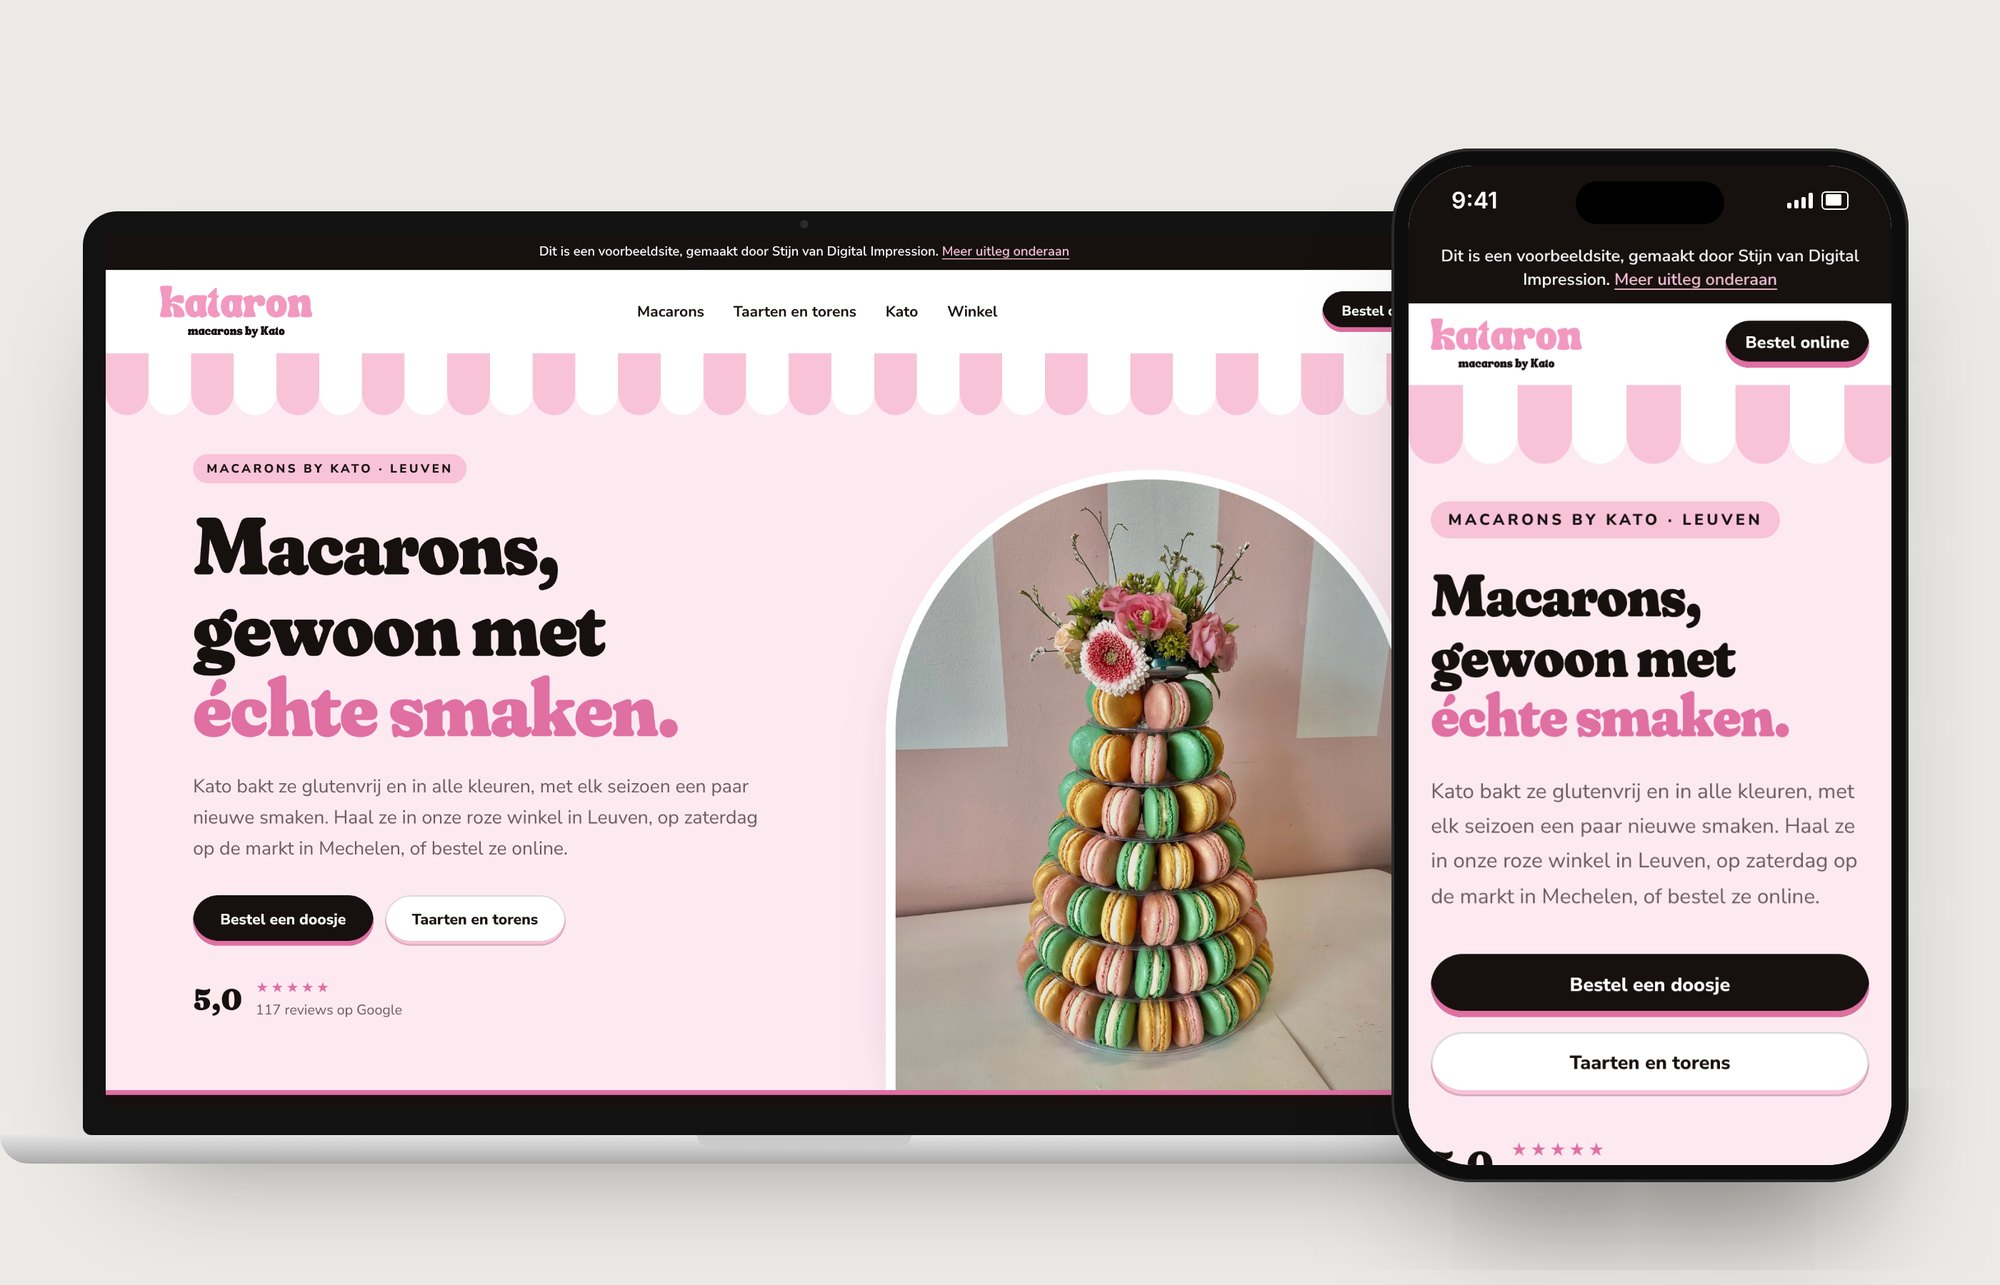 Dit is een voorbeeldsite, gemaakt door Stijn van Digital Impression. Meer uitleg onderaan
kataron
macarons by Kato
Macarons
Taarten en torens
Kato
Winkel
Bestel
MACARONS BY KATO · LEUVEN
Macarons,
gewoon met
échte smaken.
Kato bakt ze glutenvrij en in alle kleuren, met elk seizoen een paar
nieuwe smaken. Haal ze in onze roze winkel in Leuven, op zaterdag
op de markt in Mechelen, of bestel ze online.
Bestel een doosje
Taarten en torens
5,0
★★★★★
117 reviews op Google
9:41
Dit is een voorbeeldsite, gemaakt door Stijn van Digital
Impression. Meer uitleg onderaan
kataron
macarons by Kato
Bestel online
MACARONS BY KATO · LEUVEN
Macarons,
gewoon met
échte smaken.
Kato bakt ze glutenvrij en in alle kleuren, met
elk seizoen een paar nieuwe smaken. Haal ze
in onze roze winkel in Leuven, op zaterdag op
de markt in Mechelen, of bestel ze online.
Bestel een doosje
Taarten en torens
★★★★★